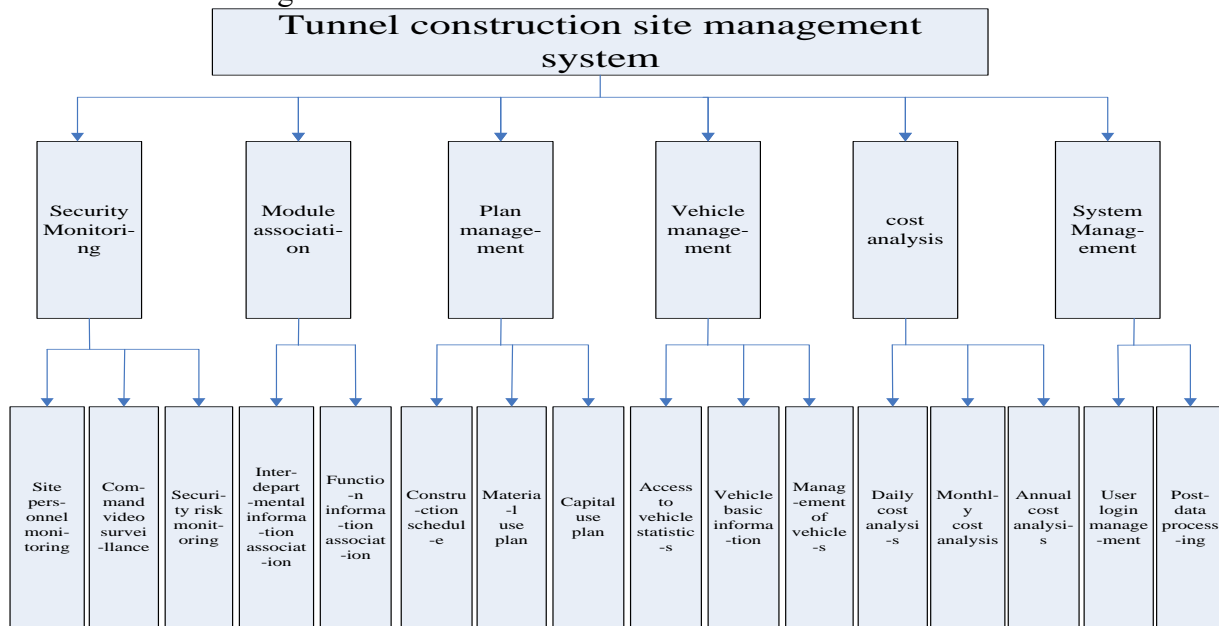 Tunnel construction site management
system
Security
Monitori-
ng
Module
associati-
on
Plan
manage-
ment
Vehicle
manage-
ment
cost
analysis
System
Manag-
ement
Site
pers-
onnel
moni-
toring
Com-
mand
video
survei
-llance
Securi-
ty risk
monit-
oring
Inter-
depart
-mental
informa
-tion
associat
-ion
Functio
-n
informa
-tion
associat
-ion
Constru
-ction
schedul
-e
Materia
-l
use
plan
Capital
use
plan
Access
to
vehicle
statistic
-s
Vehicle
basic
informa
-tion
Manag
-ement
of
vehicle
-s
Daily
cost
analysi
-s
Monthl-
y
cost
analysis
Annual
cost
analysi-
s
User
login
manage
-ment
Post-
data
process
-ing